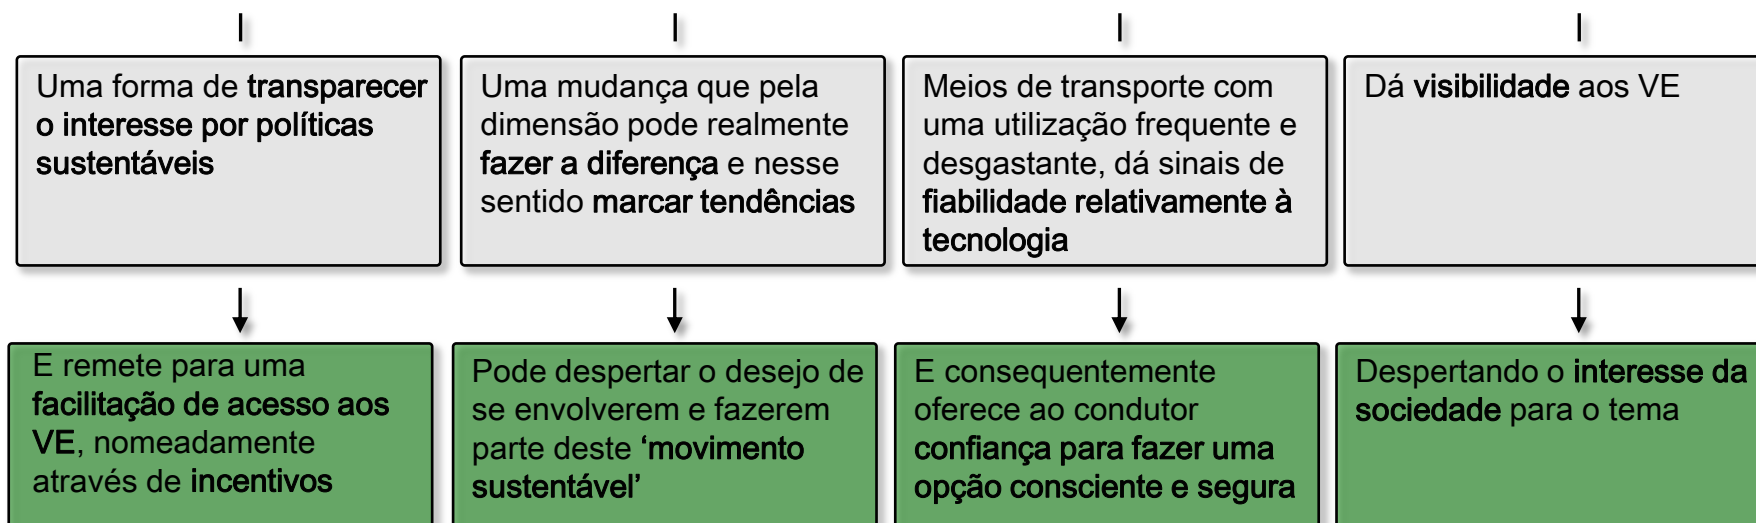 Uma forma de transparecer
o interesse por políticas
sustentáveis
Uma mudança que pela
dimensão pode realmente
fazer a diferença e nesse
sentido marcar tendências
Meios de transporte com
uma utilização frequente e
desgastante, dá sinais de
fiabilidade relativamente à
tecnologia
Dá visibilidade aos VE
E remete para uma
facilitação de acesso aos
VE, nomeadamente
através de incentivos
Pode despertar o desejo de
se envolverem e fazerem
parte deste ‘movimento
sustentável’
E consequentemente
oferece ao condutor
confiança para fazer uma
opção consciente e segura
Despertando o interesse da
sociedade para o tema